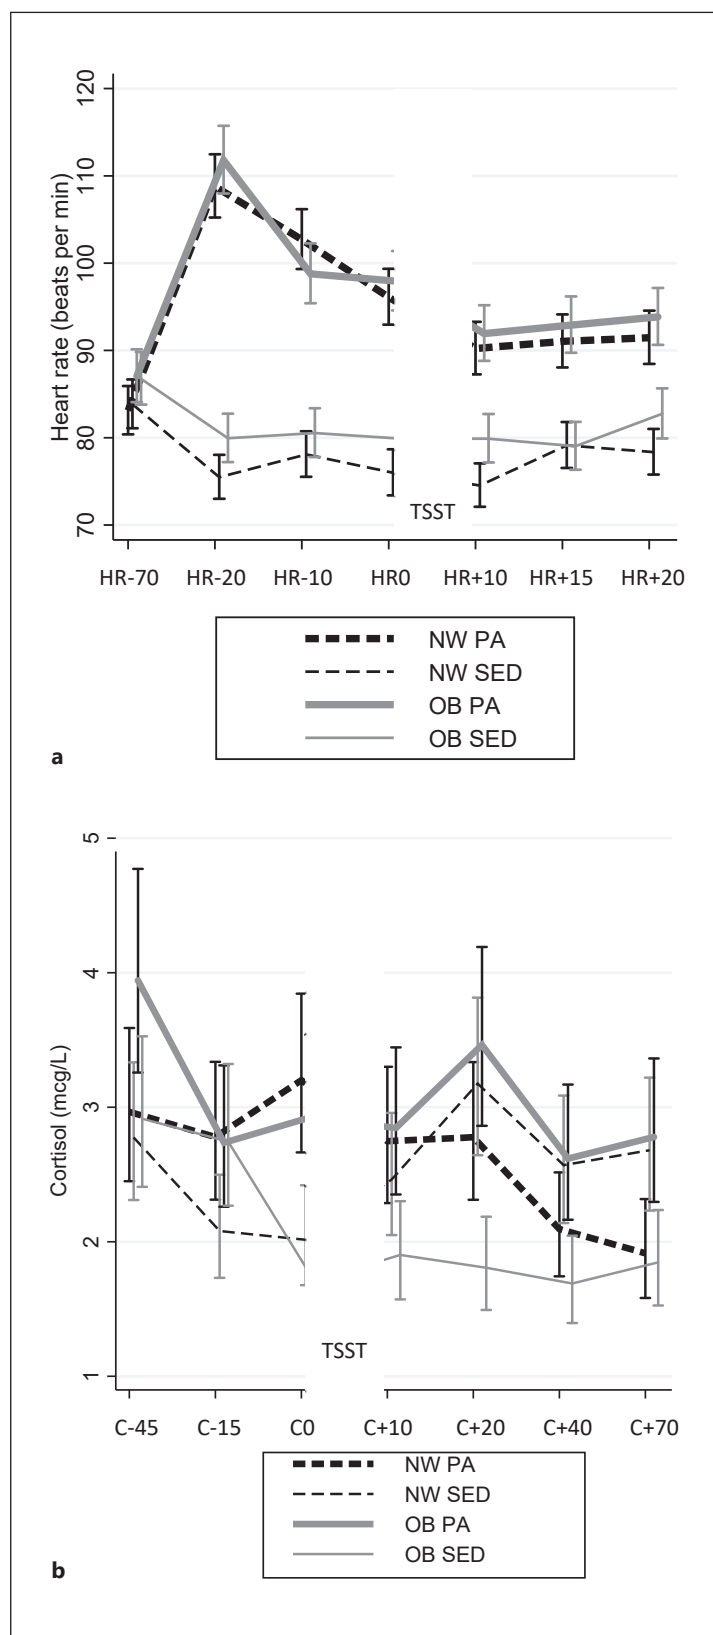 120
110
100
90
80
70
Heart rate (beats per min)
TSST
HR-70 HR-20 HR-10 HR0 HR+10 HR+15 HR+20
NW PA
NW SED
OB PA
OB SED
a
5
4
3
2
1
Cortisol (mcg/L)
TSST
C-45 C-15 C0 C+10 C+20 C+40 C+70
NW PA
NW SED
OB PA
OB SED
b